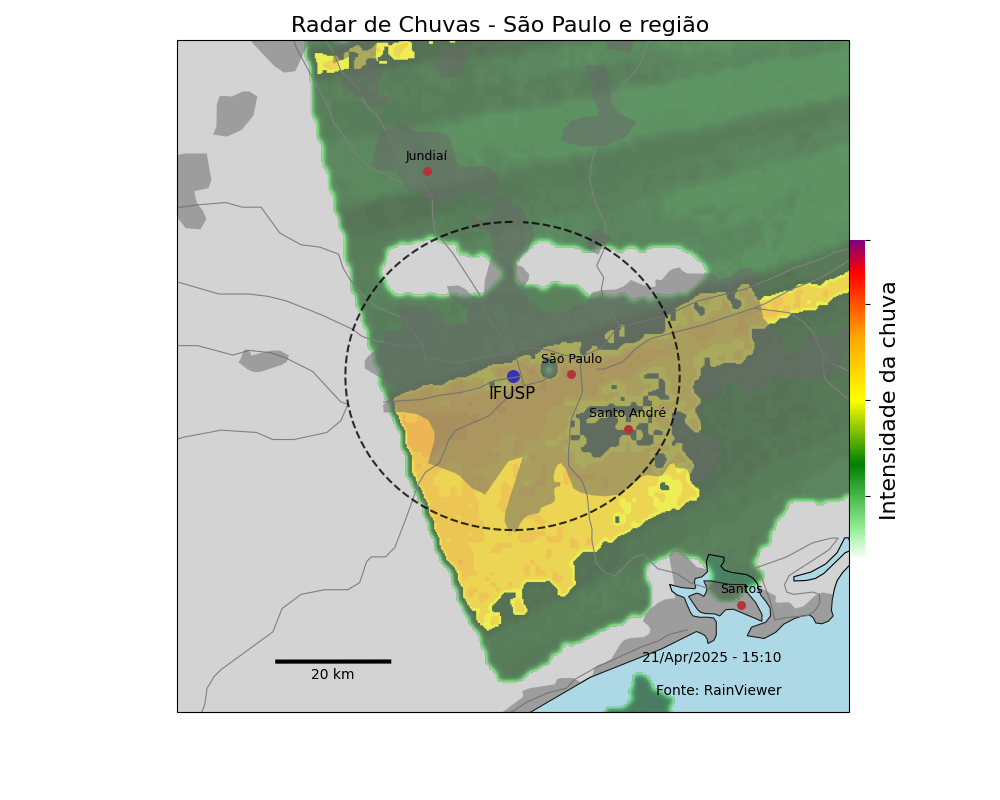 Radar de Chuvas - São Paulo e região
Jundiaí
São Paulo
IFUSP
Santo André
Santos
21/Apr/2025 - 15:10
20 km
Fonte: RainViewer
Intensidade da chuva